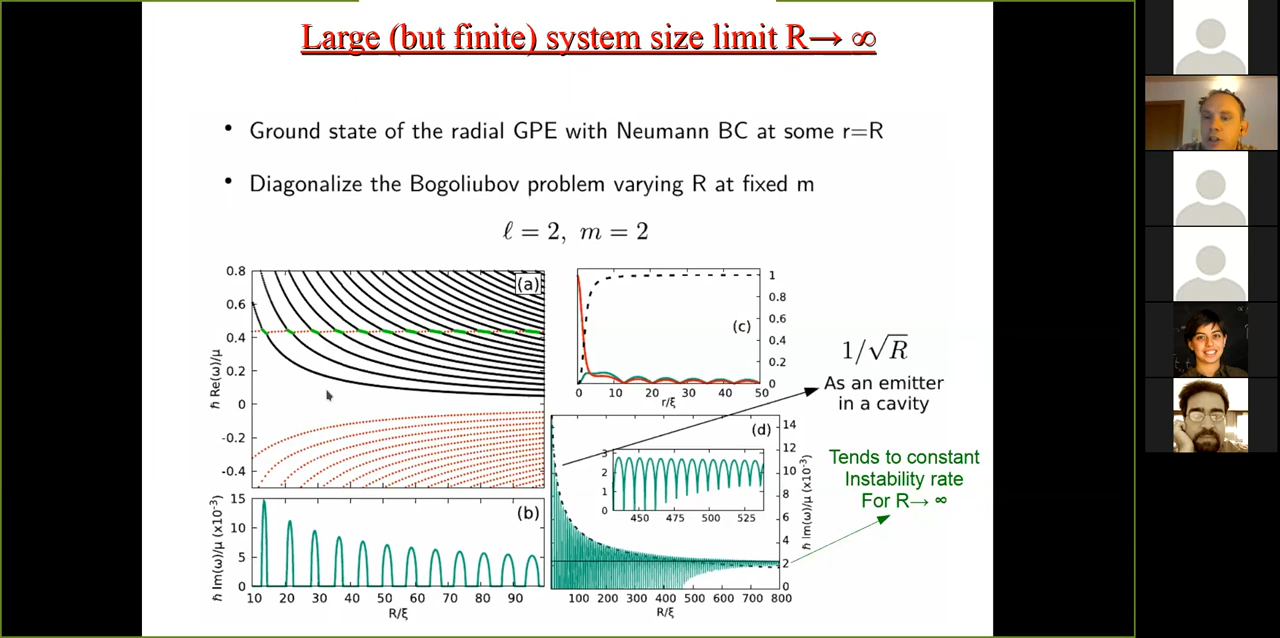 Large (but finite) system size limit R→ ∞
• Ground state of the radial GPE with Neumann BC at some r=R
• Diagonalize the Bogoliubov problem varying R at fixed m
ℓ = 2, m = 2
(a)
0.8
0.6
0.4
0.2
0
-0.2
-0.4
ħ Re(ω)/μ
(b)
15
10
5
0
ħ Im(ω)/μ (x10⁻³)
10 20 30 40 50 60 70 80 90
R/ξ
(c)
1
0.8
0.6
0.4
0.2
0
0 10 20 30 40 50
r/ξ
(d)
14
12
10
8
6
4
2
0
ħ Im(ω)/μ (x10⁻³)
3
2
1
0
450 475 500 525
100 200 300 400 500 600 700 800
R/ξ
1/√R
As an emitter
in a cavity
Tends to constant
Instability rate
For R→ ∞